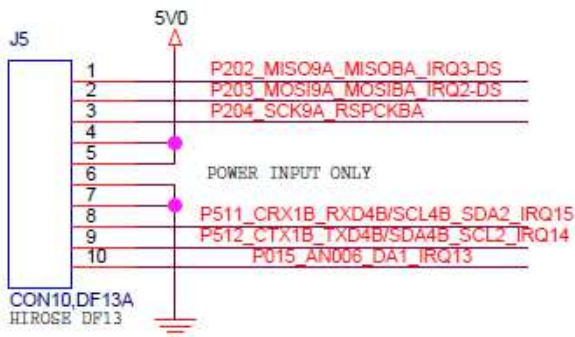 5V0
J5
1 P202_MISO9A_MISOBA_IRQ3-DS
2 P203_MOSI9A_MOSIBA_IRQ2-DS
3 P204_SCK9A_RSPCKBA
4
5
6 POWER INPUT ONLY
7
8 P511_CRX1B_RXD4B/SCL4B_SDA2_IRQ15
9 P512_CTX1B_TXD4B/SDA4B_SCL2_IRQ14
10 P015_AN006_DA1_IRQ13
CON10,DF13A
HIROSE DF13